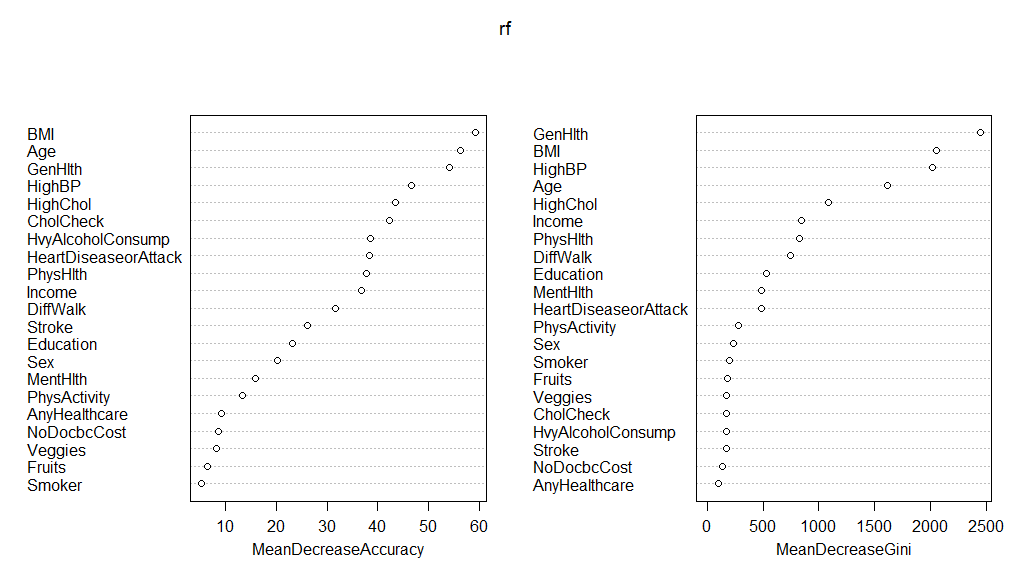 rf
BMI
Age
GenHlth
HighBP
HighChol
CholCheck
HvyAlcoholConsump
HeartDiseaseorAttack
PhysHlth
Income
DiffWalk
Stroke
Education
Sex
MentHlth
PhysActivity
AnyHealthcare
NoDocbcCost
Veggies
Fruits
Smoker
10 20 30 40 50 60
MeanDecreaseAccuracy
GenHlth
BMI
HighBP
Age
HighChol
Income
PhysHlth
DiffWalk
Education
MentHlth
HeartDiseaseorAttack
PhysActivity
Sex
Smoker
Fruits
Veggies
CholCheck
HvyAlcoholConsump
Stroke
NoDocbcCost
AnyHealthcare
0 500 1000 1500 2000 2500
MeanDecreaseGini